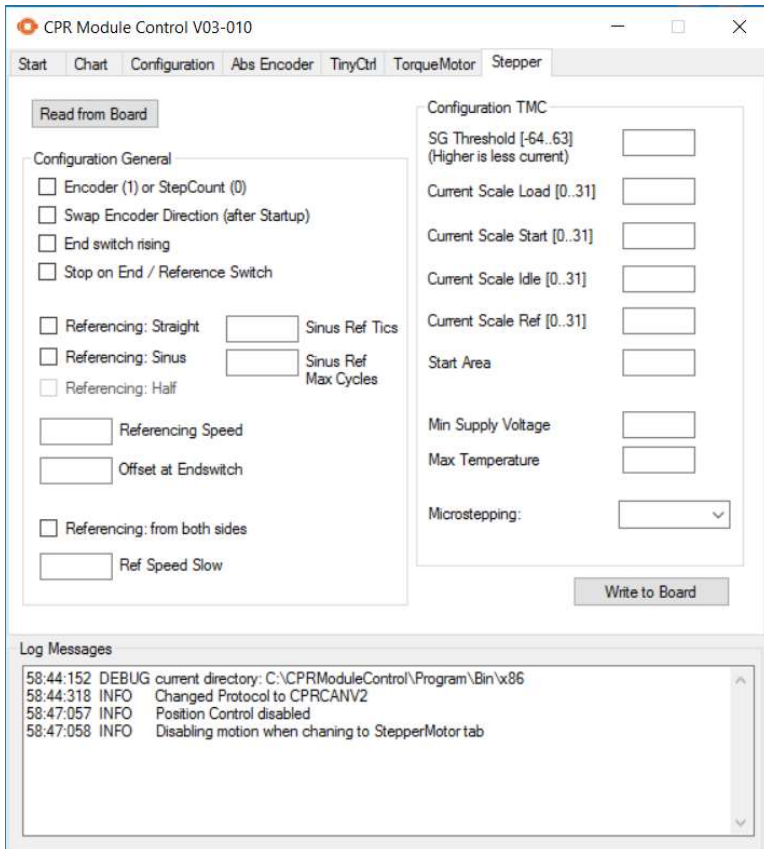 CPR Module Control V03-010
Start Chart Configuration Abs Encoder TinyCtrl TorqueMotor Stepper
Read from Board
Configuration General
Encoder (1) or StepCount (0)
Swap Encoder Direction (after Startup)
End switch rising
Stop on End / Reference Switch
Referencing: Straight
Sinus Ref Tics
Referencing: Sinus
Sinus Ref
Max Cycles
Referencing: Half
Referencing Speed
Offset at Endswitch
Referencing: from both sides
Ref Speed Slow
Configuration TMC
SG Threshold [-64..63]
(Higher is less current)
Current Scale Load [0..31]
Current Scale Start [0..31]
Current Scale Idle [0..31]
Current Scale Ref [0..31]
Start Area
Min Supply Voltage
Max Temperature
Microstepping:
Write to Board
Log Messages
58:44:152 DEBUG current directory: C:\CPRModuleControl\Program\Bin\x86
58:44:318 INFO Changed Protocol to CPRCANV2
58:47:057 INFO Position Control disabled
58:47:058 INFO Disabling motion when chaning to StepperMotor tab